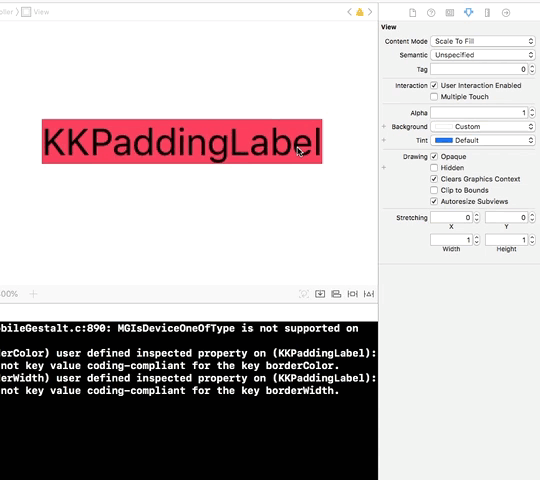 View
View
Content Mode Scale To Fill
Semantic Unspecified
Tag 0
Interaction User Interaction Enabled
Multiple Touch
Alpha 1
Background Custom
Tint Default
Drawing Opaque
Hidden
Clears Graphics Context
Clip to Bounds
Autoresize Subviews
Stretching 0 0
X Y
1 1
Width Height
KKPaddingLabel
00%
bileGestalt.c:890: MGIsDeviceOneOfType is not supported on
erColor) user defined inspected property on (KKPaddingLabel):
not key value coding-compliant for the key borderColor.
erWidth) user defined inspected property on (KKPaddingLabel):
not key value coding-compliant for the key borderWidth.